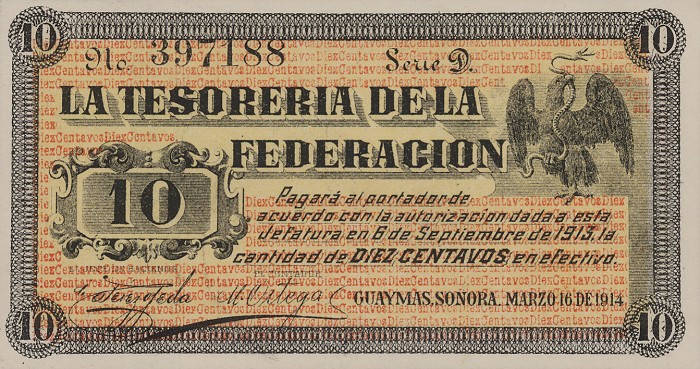 10 10
No. 397188 Serie D.
LA TESORERIA DE LA
FEDERACION
10
Pagará al portador de
acuerdo con la autorizacion dada a esta
Jefatura en 6 de Septiembre de 1913, la
cantidad de DIEZ CENTAVOS, en efectivo.
GUAYMAS, SONORA, MARZO 16 DE 1914
10 10